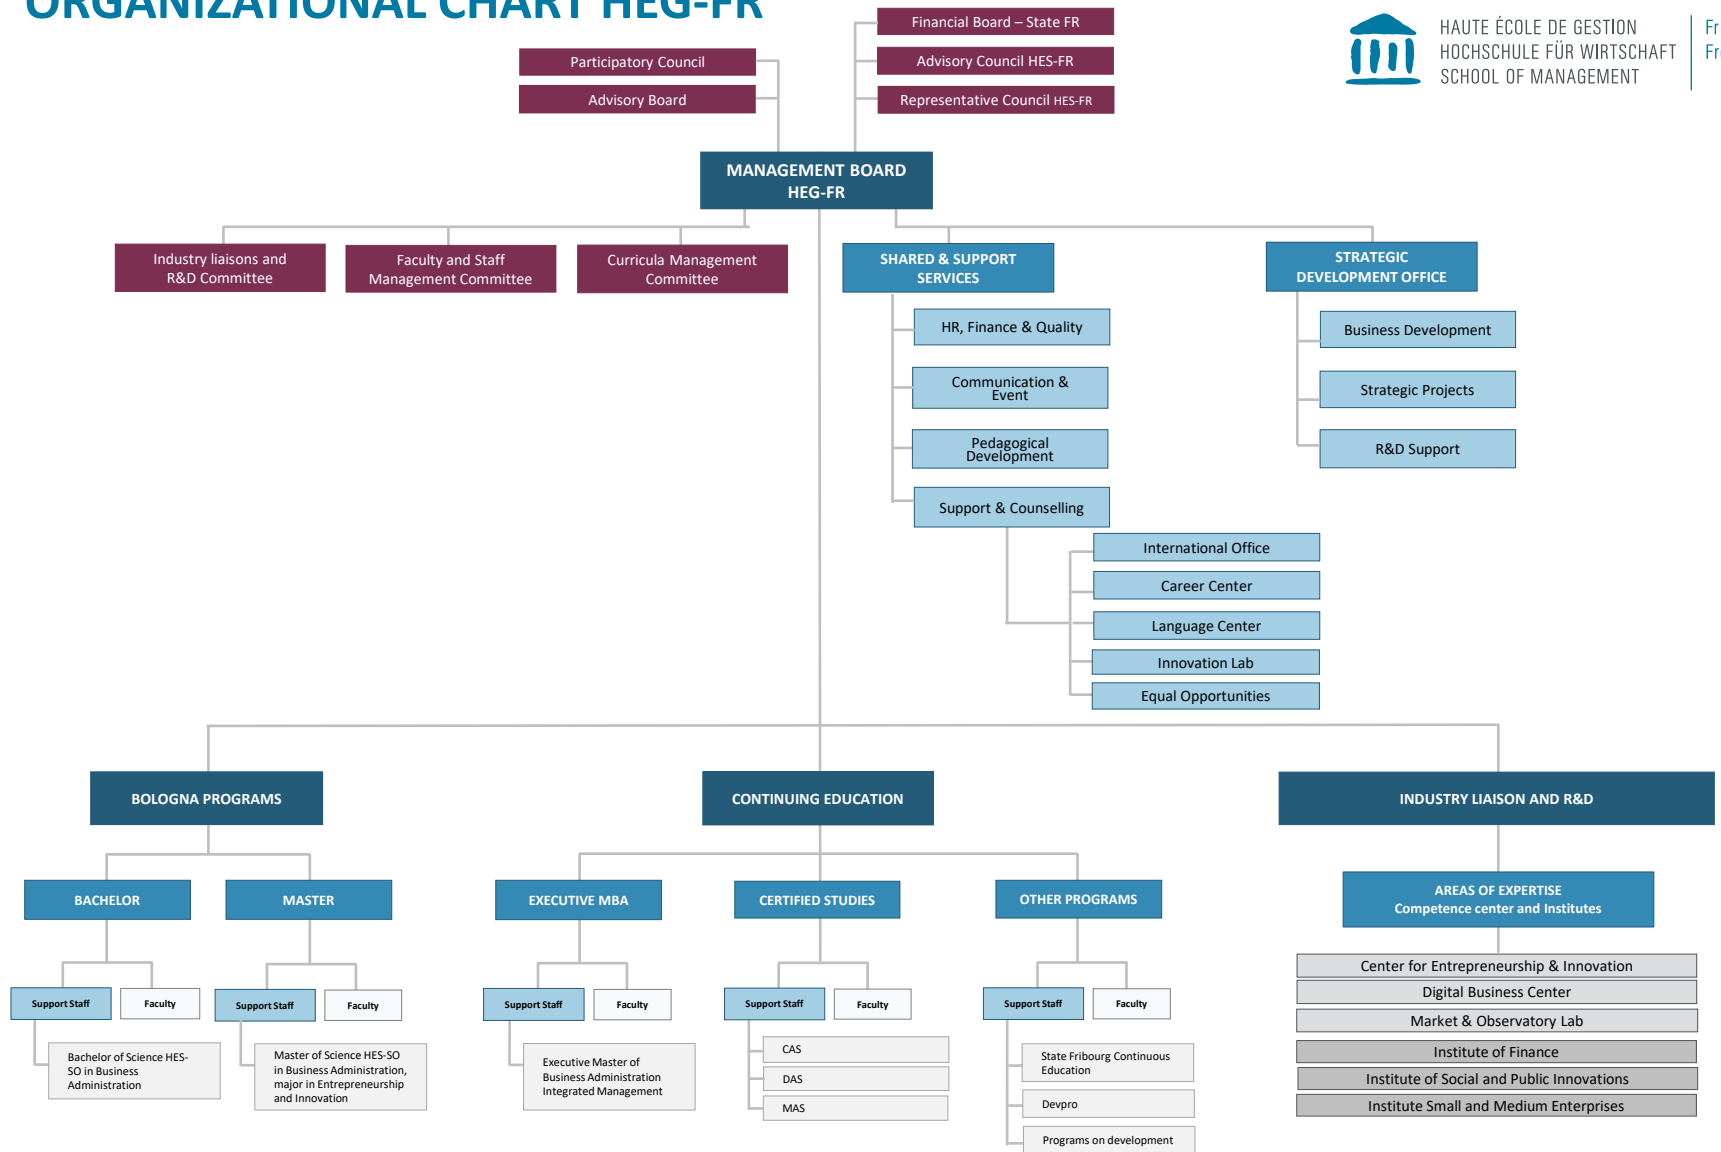 ORGANIZATIONAL CHART HEG-FR
HAUTE ÉCOLE DE GESTION
HOCHSCHULE FÜR WIRTSCHAFT
SCHOOL OF MANAGEMENT
Financial Board – State FR
Participatory Council
Advisory Council HES-FR
Advisory Board
Representative Council HES-FR
MANAGEMENT BOARD
HEG-FR
Industry liaisons and
R&D Committee
Faculty and Staff
Management Committee
Curricula Management
Committee
SHARED & SUPPORT
SERVICES
HR, Finance & Quality
Communication &
Event
Pedagogical
Development
Support & Counselling
International Office
Career Center
Language Center
Innovation Lab
Equal Opportunities
STRATEGIC
DEVELOPMENT OFFICE
Business Development
Strategic Projects
R&D Support
BOLOGNA PROGRAMS
BACHELOR
Support Staff
Faculty
Bachelor of Science HES-
SO in Business
Administration
MASTER
Support Staff
Faculty
Master of Science HES-SO
in Business Administration,
major in Entrepreneurship
and Innovation
CONTINUING EDUCATION
EXECUTIVE MBA
Support Staff
Faculty
Executive Master of
Business Administration
Integrated Management
CERTIFIED STUDIES
Support Staff
Faculty
CAS
DAS
MAS
OTHER PROGRAMS
Support Staff
Faculty
State Fribourg Continuous
Education
Devpro
Programs on development
INDUSTRY LIAISON AND R&D
AREAS OF EXPERTISE
Competence center and Institutes
Center for Entrepreneurship & Innovation
Digital Business Center
Market & Observatory Lab
Institute of Finance
Institute of Social and Public Innovations
Institute Small and Medium Enterprises